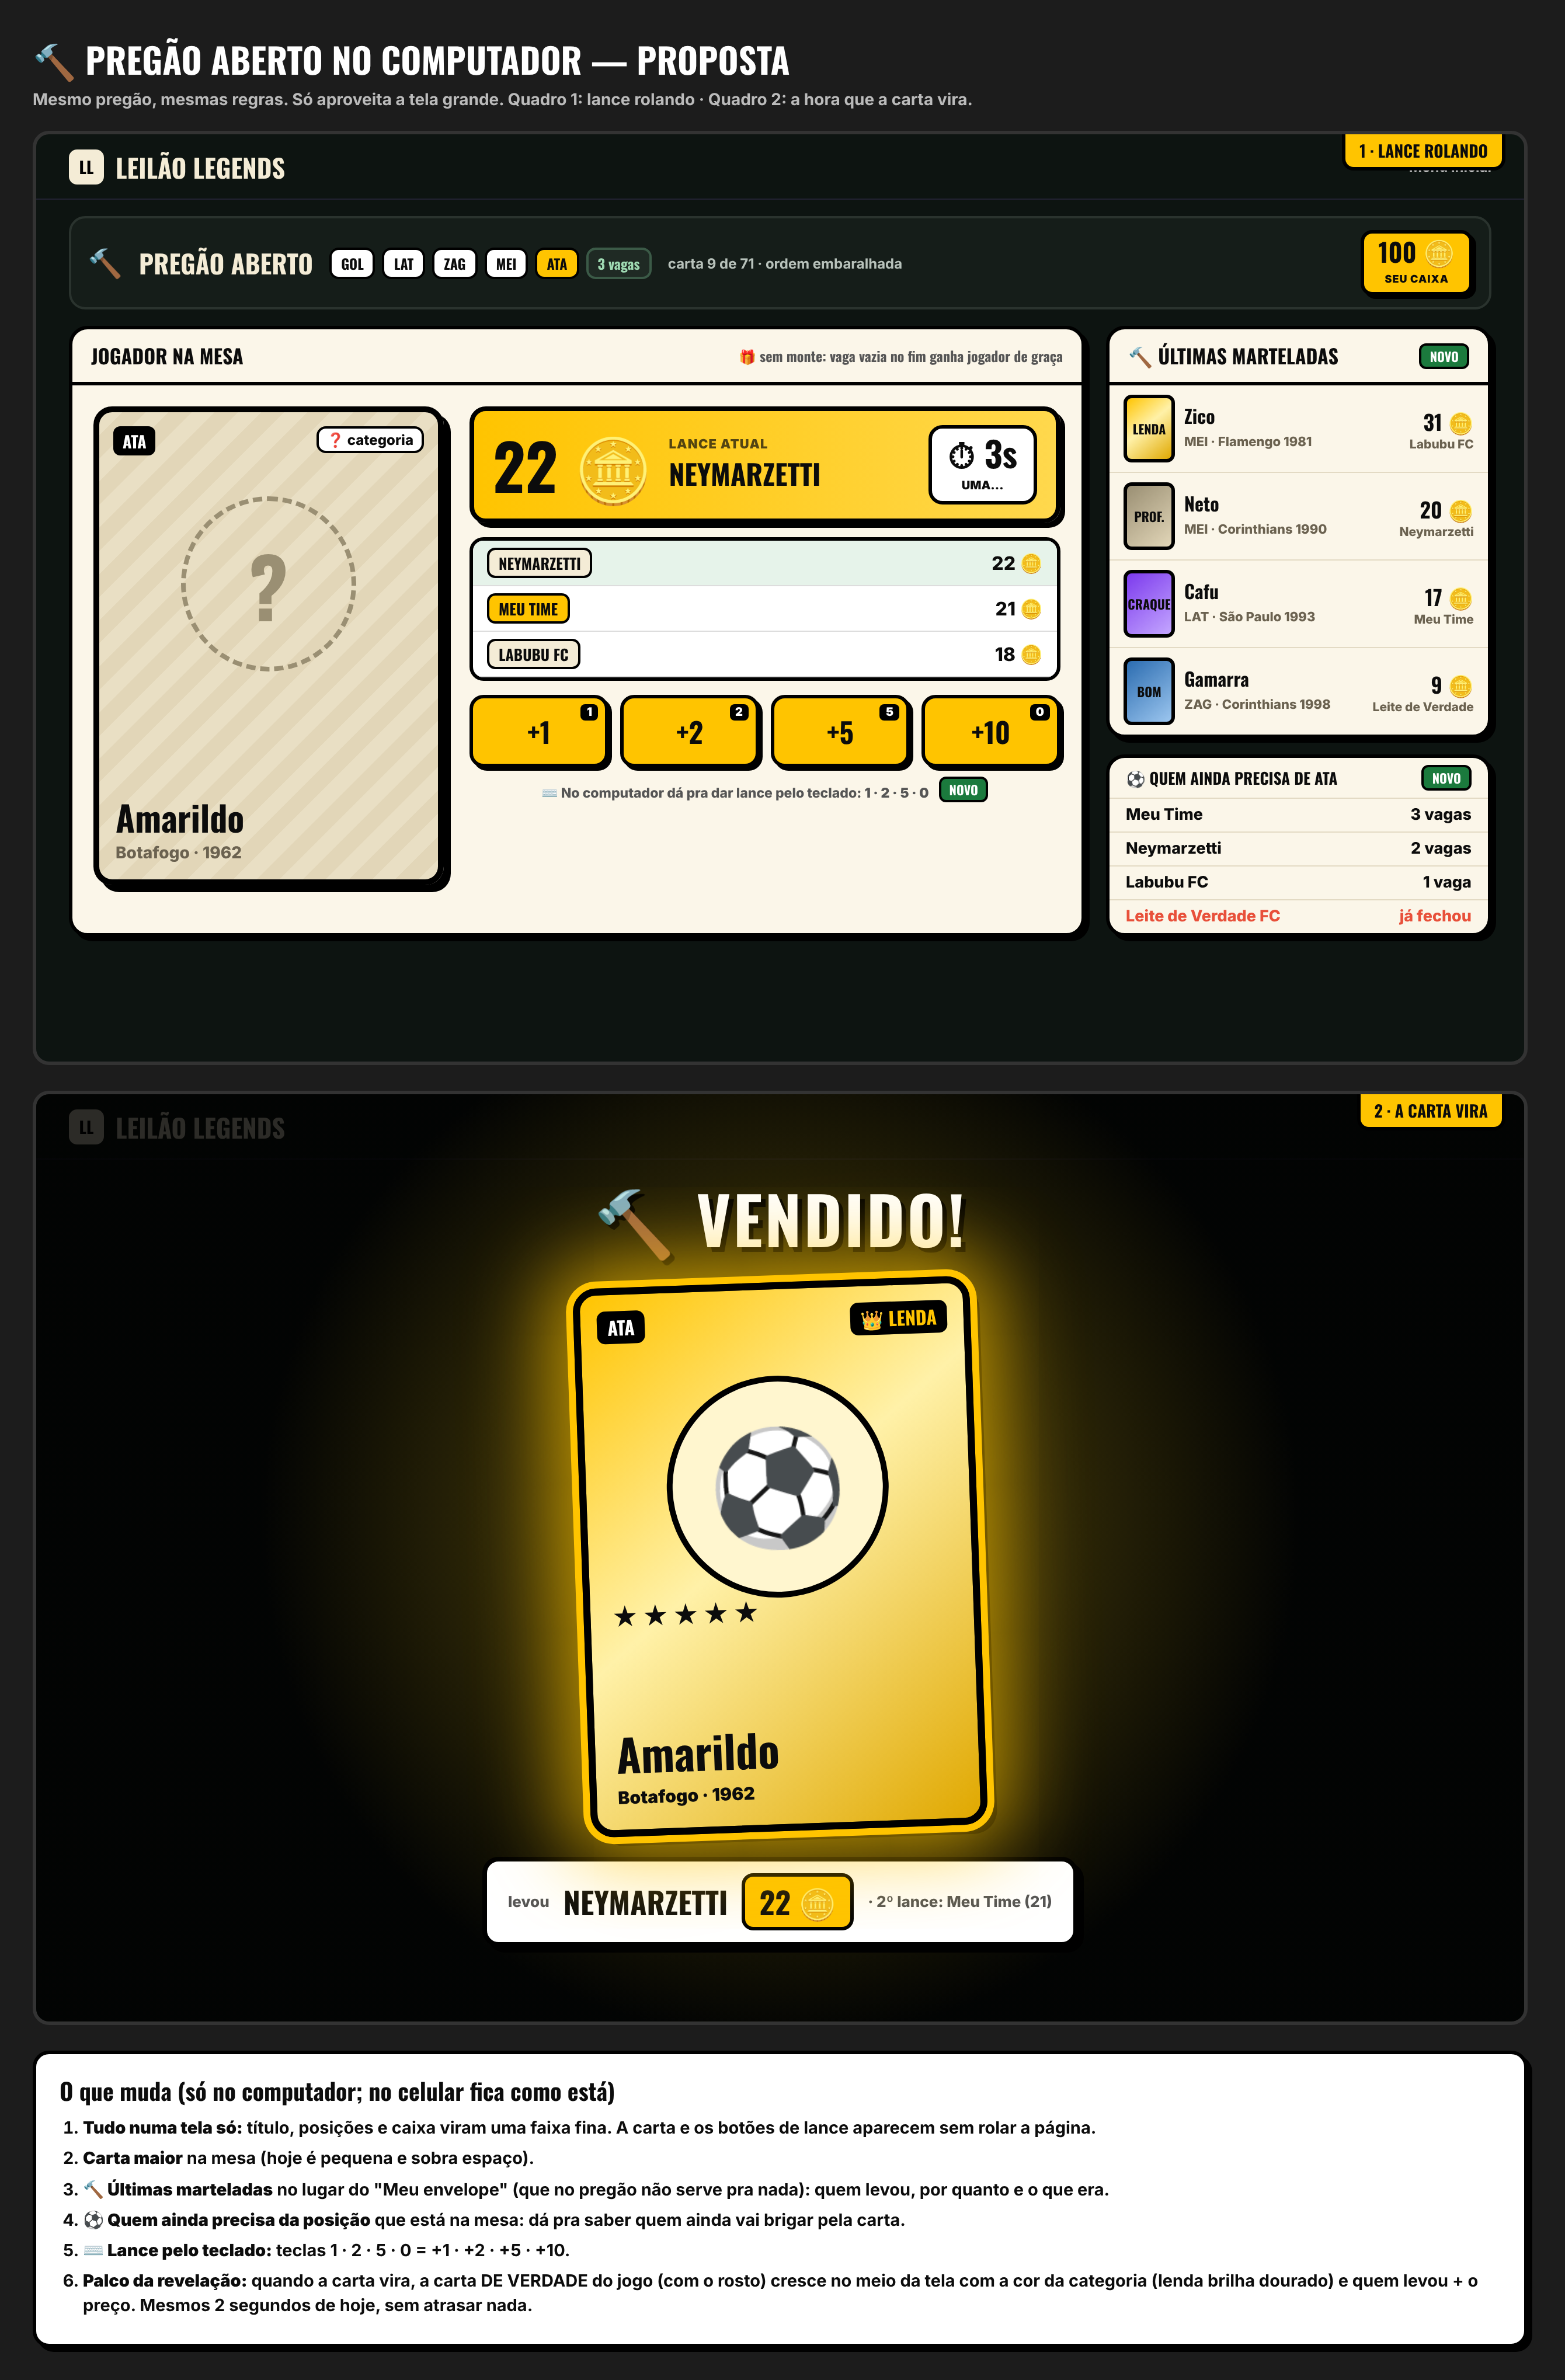 🔨 PREGÃO ABERTO NO COMPUTADOR — PROPOSTA
Mesmo pregão, mesmas regras. Só aproveita a tela grande. Quadro 1: lance rolando · Quadro 2: a hora que a carta vira.
LL LEILÃO LEGENDS
1 · LANCE ROLANDO
🔨 PREGÃO ABERTO GOL LAT ZAG MEI ATA 3 vagas carta 9 de 71 · ordem embaralhada
100
SEU CAIXA
JOGADOR NA MESA
🎁 sem monte: vaga vazia no fim ganha jogador de graça
ATA
❓ categoria
?
Amarildo
Botafogo · 1962
22
LANCE ATUAL
NEYMARZETTI
⏱ 3s
UMA...
NEYMARZETTI 22
MEU TIME 21
LABUBU FC 18
+1 1
+2 2
+5 5
+10 0
⌨️ No computador dá pra dar lance pelo teclado: 1 · 2 · 5 · 0 NOVO
🔨 ÚLTIMAS MARTELADAS NOVO
LENDA
Zico
MEI · Flamengo 1981
31
Labubu FC
PROF.
Neto
MEI · Corinthians 1990
20
Neymarzetti
CRAQUE
Cafu
LAT · São Paulo 1993
17
Meu Time
BOM
Gamarra
ZAG · Corinthians 1998
9
Leite de Verdade
⚽ QUEM AINDA PRECISA DE ATA NOVO
Meu Time 3 vagas
Neymarzetti 2 vagas
Labubu FC 1 vaga
Leite de Verdade FC já fechou
LL LEILÃO LEGENDS
2 · A CARTA VIRA
🔨 VENDIDO!
ATA
👑 LENDA
★★★★★
Amarildo
Botafogo · 1962
levou NEYMARZETTI 22 · 2º lance: Meu Time (21)
O que muda (só no computador; no celular fica como está)
1. Tudo numa tela só: título, posições e caixa viram uma faixa fina. A carta e os botões de lance aparecem sem rolar a página.
2. Carta maior na mesa (hoje é pequena e sobra espaço).
3. 🔨 Últimas marteladas no lugar do "Meu envelope" (que no pregão não serve pra nada): quem levou, por quanto e o que era.
4. ⚽ Quem ainda precisa da posição que está na mesa: dá pra saber quem ainda vai brigar pela carta.
5. ⌨️ Lance pelo teclado: teclas 1 · 2 · 5 · 0 = +1 · +2 · +5 · +10.
6. Palco da revelação: quando a carta vira, a carta DE VERDADE do jogo (com o rosto) cresce no meio da tela com a cor da categoria (lenda brilha dourado) e quem levou + o
preço. Mesmos 2 segundos de hoje, sem atrasar nada.